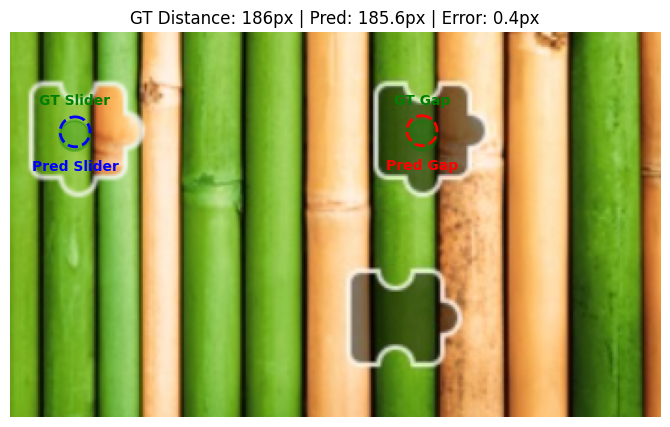 GT Distance: 186px | Pred: 185.6px | Error: 0.4px
GT Slider
GT Gap
Pred Slider
Pred Gap